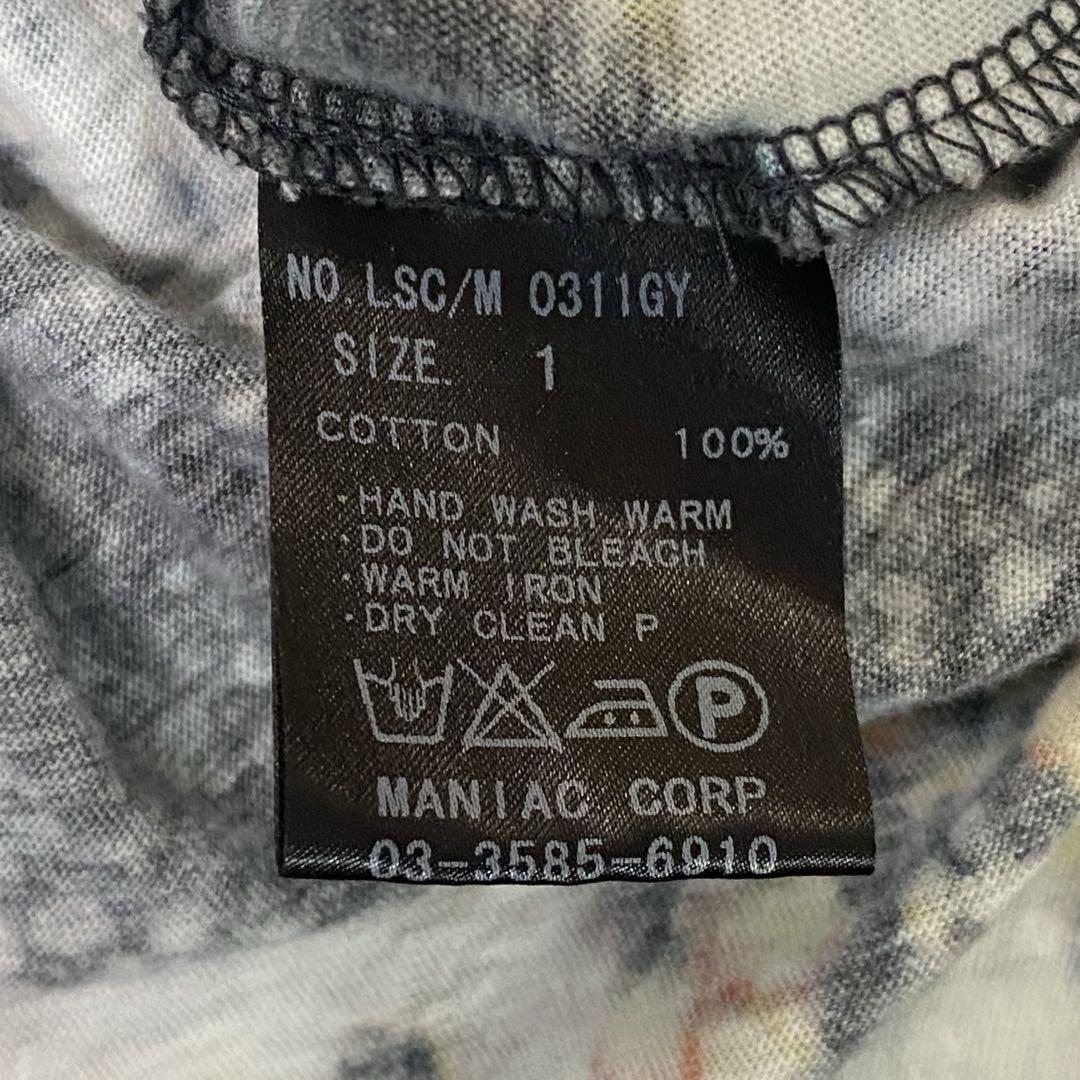 NO.LSC/M 0311GY
SIZE. 1
COTTON 100%
・HAND WASH WARM
・DO NOT BLEACH
・WARM IRON
・DRY CLEAN P
P
MANIAC CORP
03-3585-6910